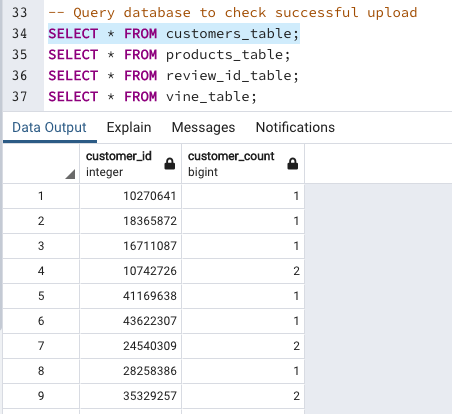 33 -- Query database to check successful upload
34 SELECT * FROM customers_table;
35 SELECT * FROM products_table;
36 SELECT * FROM review_id_table;
37 SELECT * FROM vine_table;
Data Output Explain Messages Notifications
customer_id customer_count
integer bigint
1 10270641 1
2 18365872 1
3 16711087 1
4 10742726 2
5 41169638 1
6 43622307 1
7 24540309 2
8 28258386 1
9 35329257 2